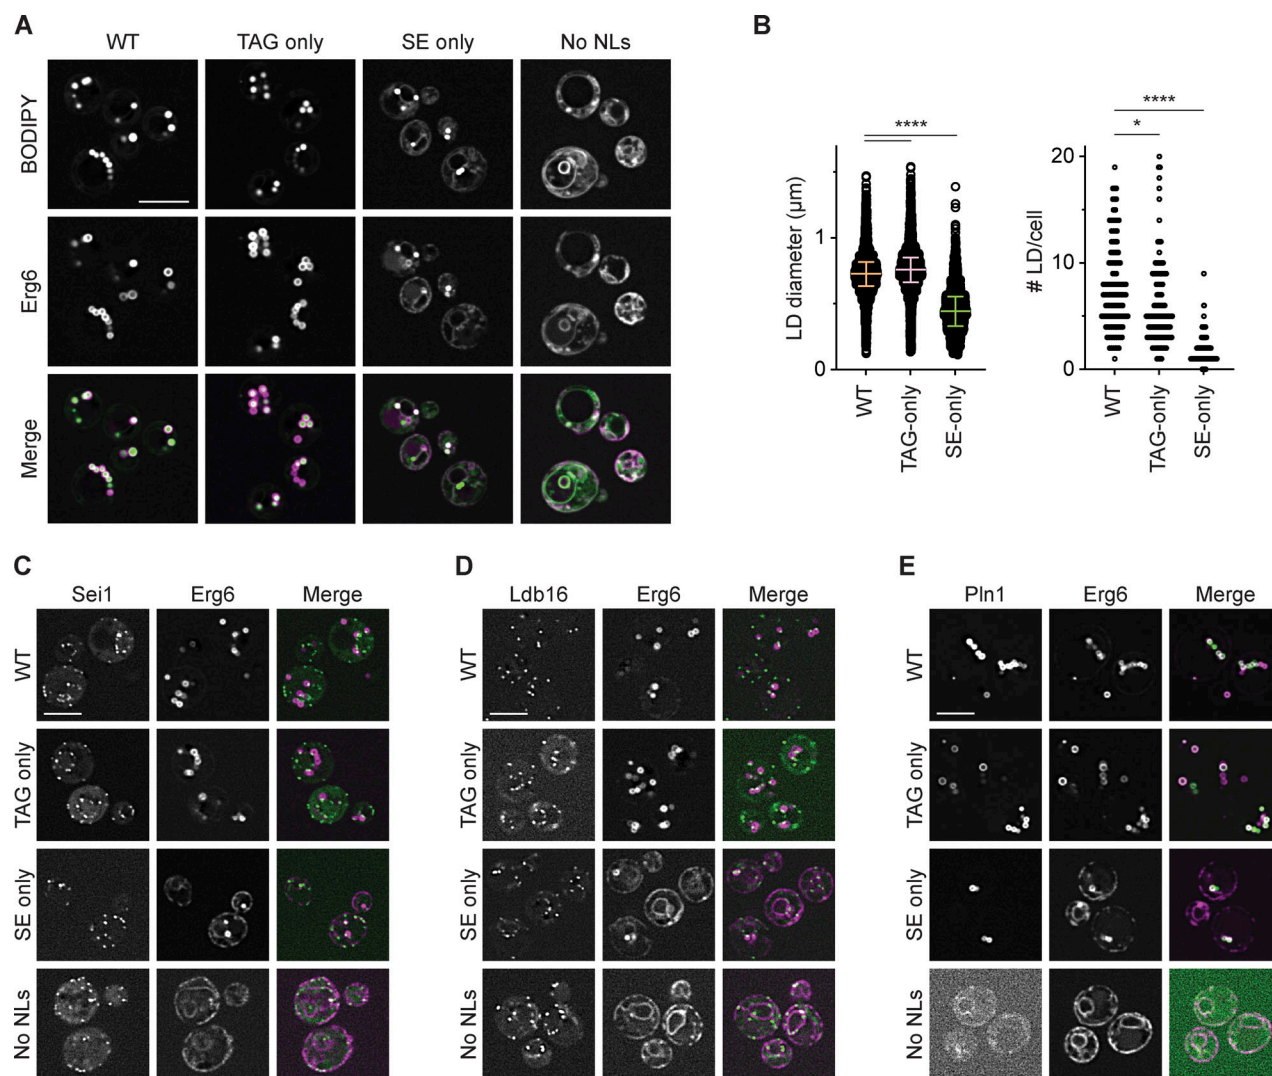 A
WT
TAG only
SE only
No NLs
BODIPY
Erg6
Merge
B
****
LD diameter (µm)
1
0
WT
TAG-only
SE-only
****
*
# LD/cell
20
10
0
WT
TAG-only
SE-only
C
Sei1
Erg6
Merge
WT
TAG only
SE only
No NLs
D
Ldb16
Erg6
Merge
WT
TAG only
SE only
No NLs
E
Pln1
Erg6
Merge
WT
TAG only
SE only
No NLs